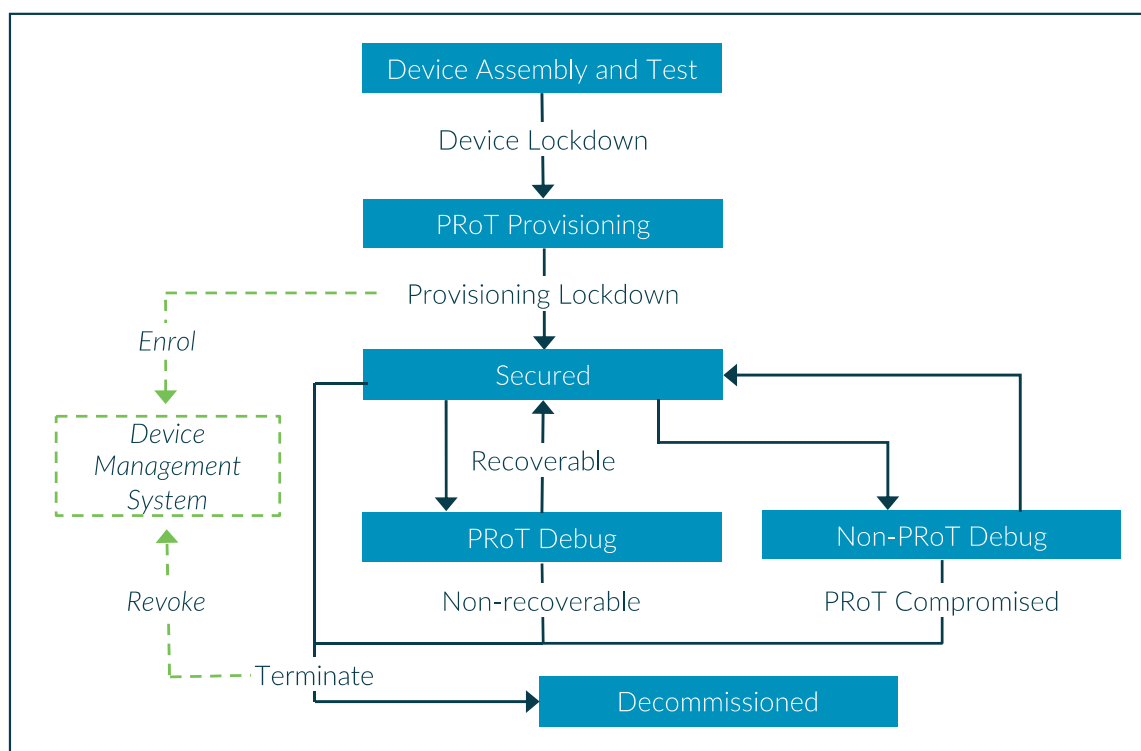 Device Assembly and Test
Device Lockdown
PRoT Provisioning
Provisioning Lockdown
Enrol
Secured
Device
Management
System
Recoverable
PRoT Debug
Non-PRoT Debug
Revoke
Non-recoverable
PRoT Compromised
Terminate
Decommissioned